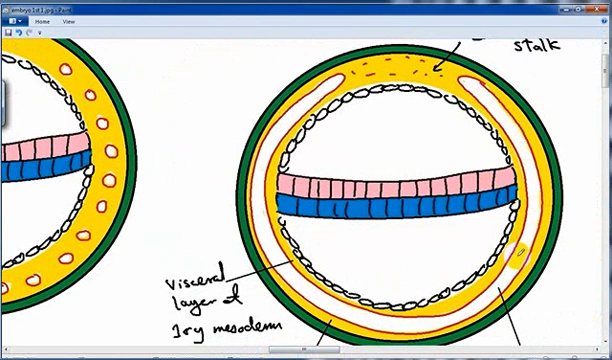 embryo 1st 1.jpg - Paint
Home
View
stalk
visceral
layer of
1ry mesoderm